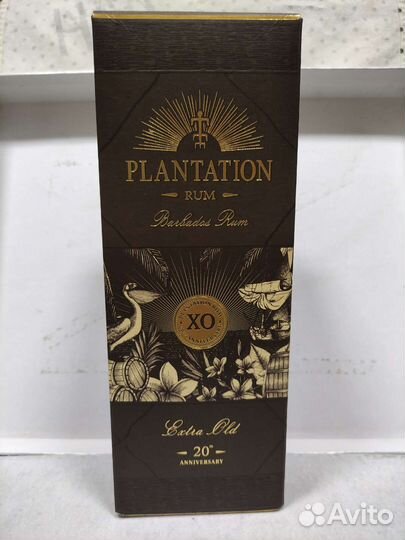 PLANTATION
RUM
Barbados Rum
XO
Extra Old
20TH
ANNIVERSARY
Avito